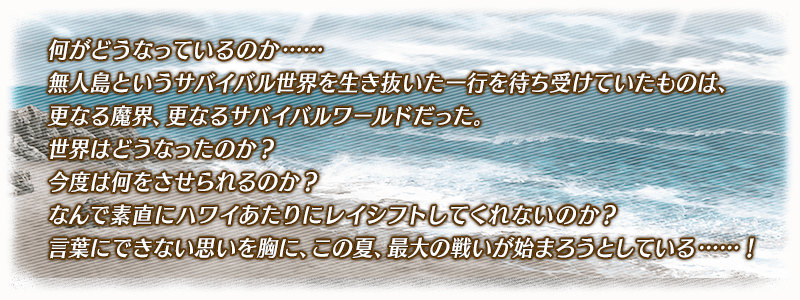 何がどうなっているのか……
無人島というサバイバル世界を生き抜いた一行を待ち受けていたものは、
更なる魔界、更なるサバイバルワールドだった。
世界はどうなったのか？
今度は何をさせられるのか？
なんで素直にハワイあたりにレイシフトしてくれないのか？
言葉にできない思いを胸に、この夏、最大の戦いが始まろうとしている……！